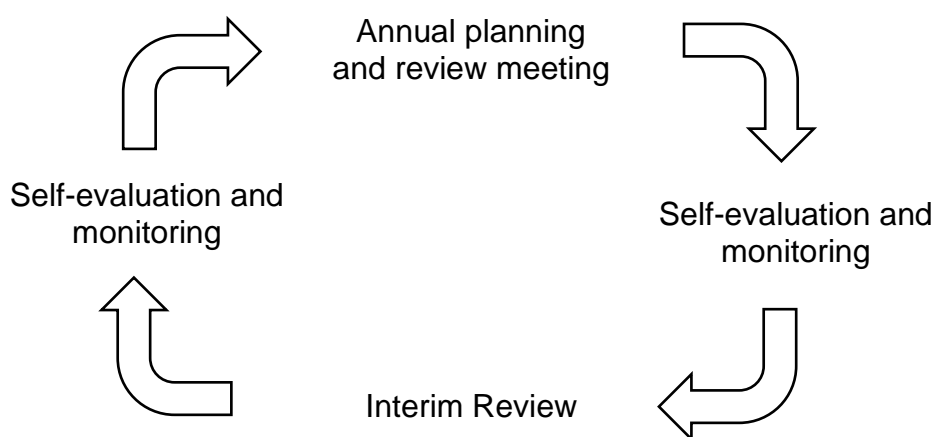 Annual planning
and review meeting
Self-evaluation and
monitoring
Self-evaluation and
monitoring
Interim Review